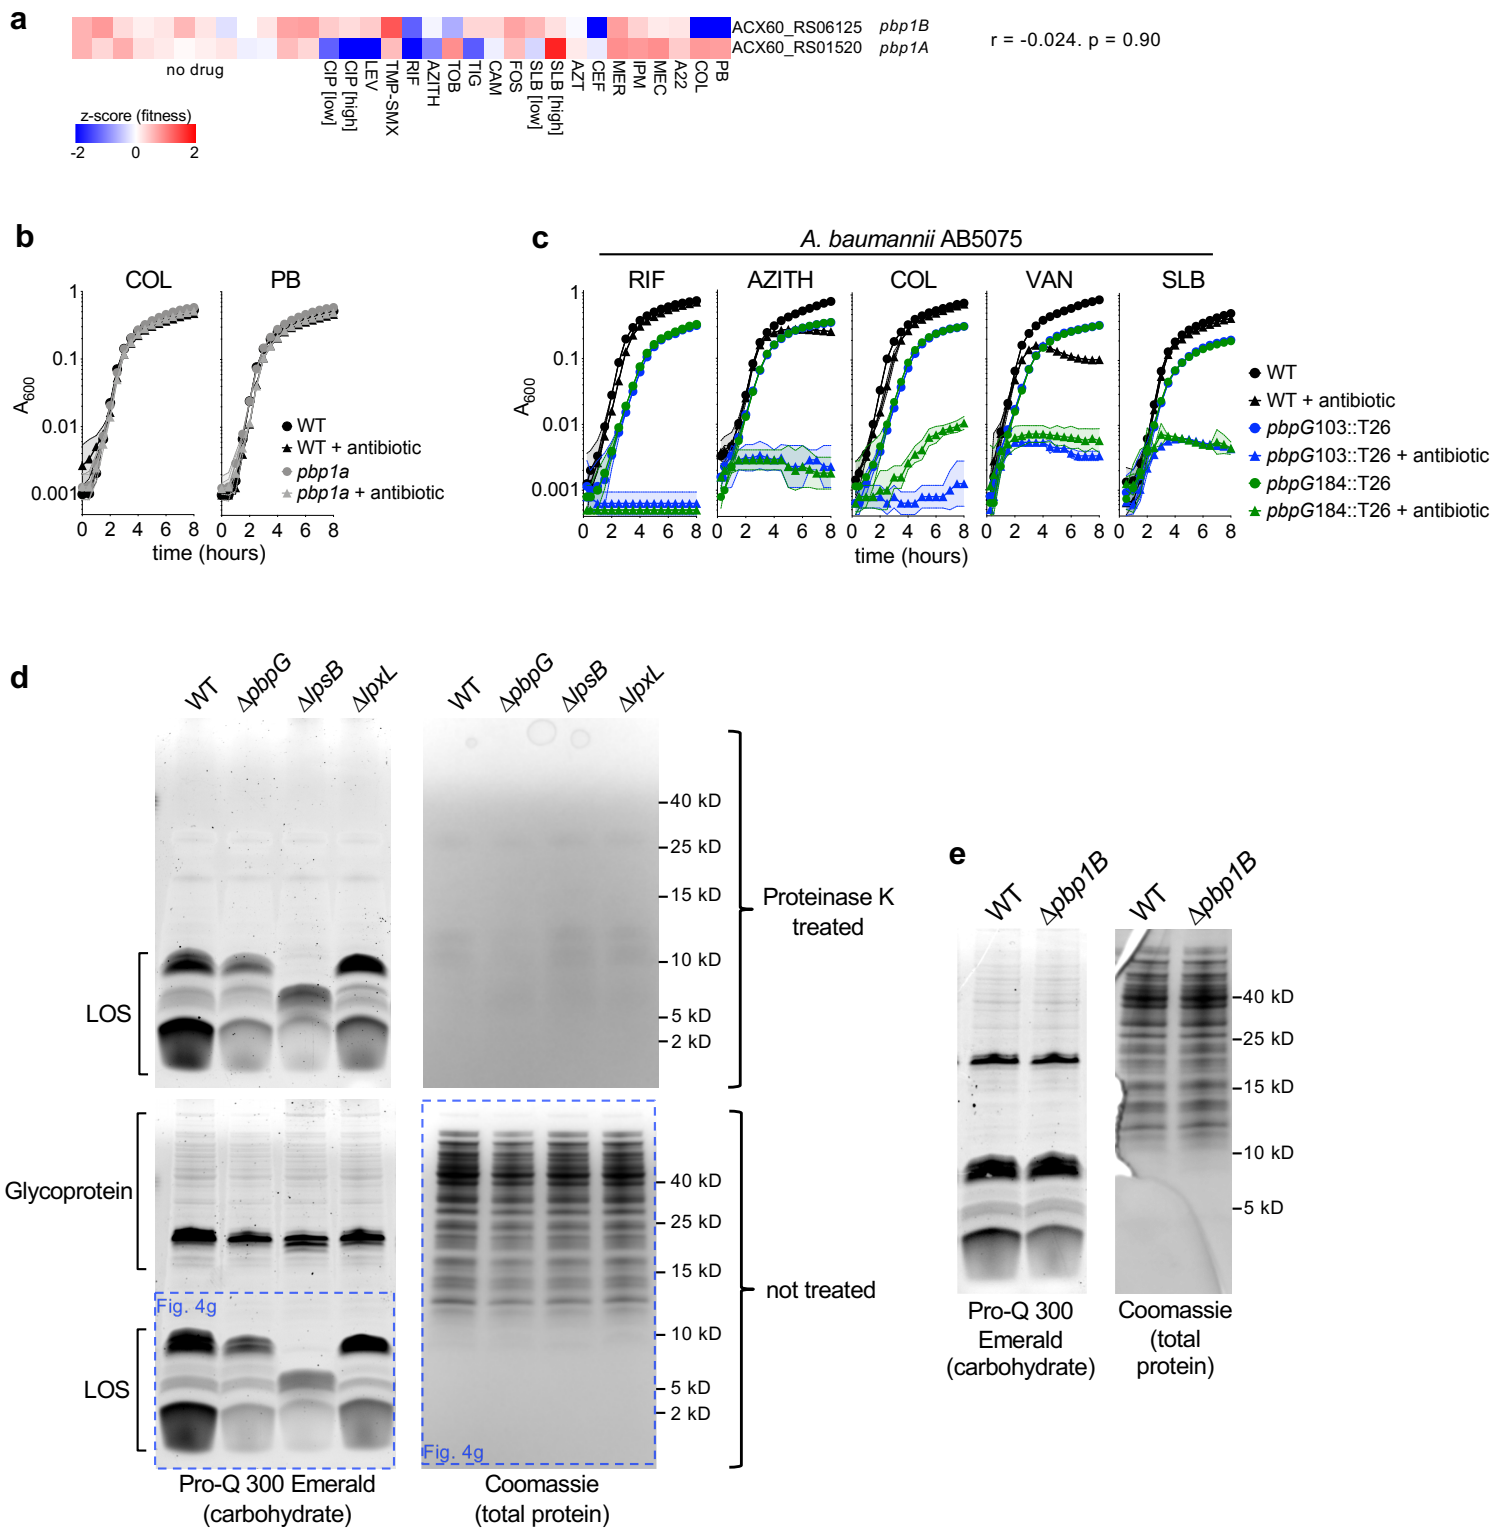 a
ACX60_RS06125 pbp1B
ACX60_RS01520 pbp1A
r = -0.024. p = 0.90
no drug
CIP [low]
CIP [high]
LEV
TMP-SMX
RIF
AZITH
TOB
TIG
CAM
FOS
SLB [low]
SLB [high]
AZT
CEF
MER
IPM
MEC
A22
COL
PB
z-score (fitness)
-2 0 2
b
COL PB
1
0.1
0.01
0.001
A600
0 2 4 6 8 0 2 4 6 8
time (hours)
WT
WT + antibiotic
pbp1a
pbp1a + antibiotic
c
A. baumannii AB5075
RIF AZITH COL VAN SLB
1
0.1
0.01
0.001
A600
0 2 4 6 8 0 2 4 6 8 0 2 4 6 8 0 2 4 6 8 0 2 4 6 8
time (hours)
WT
WT + antibiotic
pbpG103::T26
pbpG103::T26 + antibiotic
pbpG184::T26
pbpG184::T26 + antibiotic
d
WT ΔpbpG ΔlpsB ΔlpxL WT ΔpbpG ΔlpsB ΔlpxL
40 kD
25 kD
15 kD
10 kD
5 kD
2 kD
LOS
Proteinase K
treated
Glycoprotein
LOS
Fig. 4g
Fig. 4g
40 kD
25 kD
15 kD
10 kD
5 kD
2 kD
not treated
Pro-Q 300 Emerald
(carbohydrate)
Coomassie
(total protein)
e
WT Δpbp1B WT Δpbp1B
40 kD
25 kD
15 kD
10 kD
5 kD
Pro-Q 300
Emerald
(carbohydrate)
Coomassie
(total
protein)